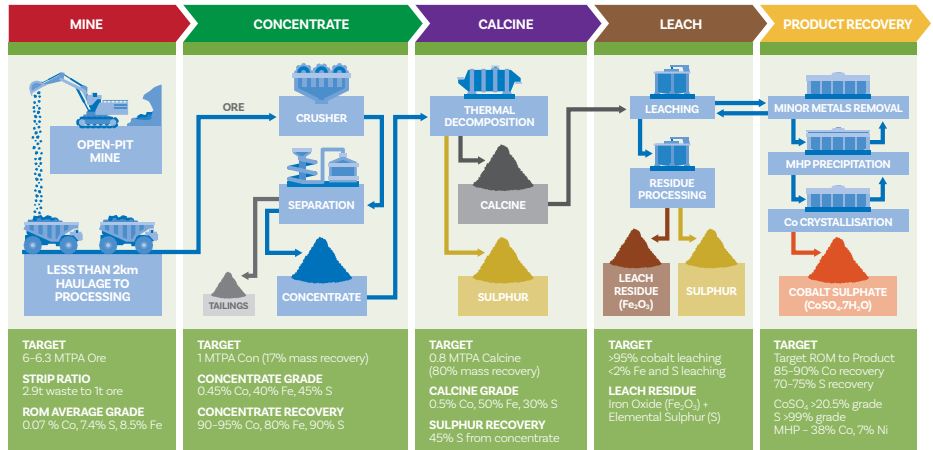 MINE
CONCENTRATE
CALCINE
LEACH
PRODUCT RECOVERY
OPEN-PIT
MINE
LESS THAN 2km
HAULAGE TO
PROCESSING
ORE
CRUSHER
SEPARATION
TAILINGS
CONCENTRATE
THERMAL
DECOMPOSITION
CALCINE
SULPHUR
LEACHING
RESIDUE
PROCESSING
LEACH
RESIDUE
(Fe₂O₃)
SULPHUR
MINOR METALS REMOVAL
MHP PRECIPITATION
Co CRYSTALLISATION
COBALT SULPHATE
(CoSO₄.7H₂O)
TARGET
6–6.3 MTPA Ore
STRIP RATIO
2.9t waste to 1t ore
ROM AVERAGE GRADE
0.07 % Co, 7.4% S, 8.5% Fe
TARGET
1 MTPA Con (17% mass recovery)
CONCENTRATE GRADE
0.45% Co, 40% Fe, 45% S
CONCENTRATE RECOVERY
90–95% Co, 80% Fe, 90% S
TARGET
0.8 MTPA Calcine
(80% mass recovery)
CALCINE GRADE
0.5% Co, 50% Fe, 30% S
SULPHUR RECOVERY
45% S from concentrate
TARGET
>95% cobalt leaching
<2% Fe and S leaching
LEACH RESIDUE
Iron Oxide (Fe₂O₃) +
Elemental Sulphur (S)
TARGET
Target ROM to Product
85–90% Co recovery
70–75% S recovery
CoSO₄ >20.5% grade
S >99% grade
MHP – 38% Co, 7% Ni